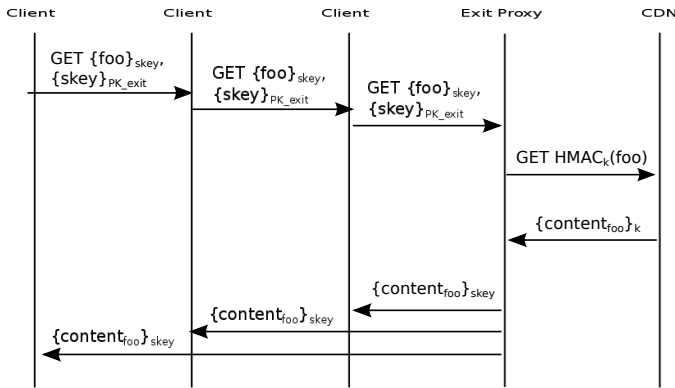 Client Client Client Exit Proxy CDN
GET {foo}skey,
{skey}PK_exit
GET {foo}skey,
{skey}PK_exit
GET {foo}skey,
{skey}PK_exit
GET HMACk(foo)
{contentfoo}k
{contentfoo}skey
{contentfoo}skey
{contentfoo}skey